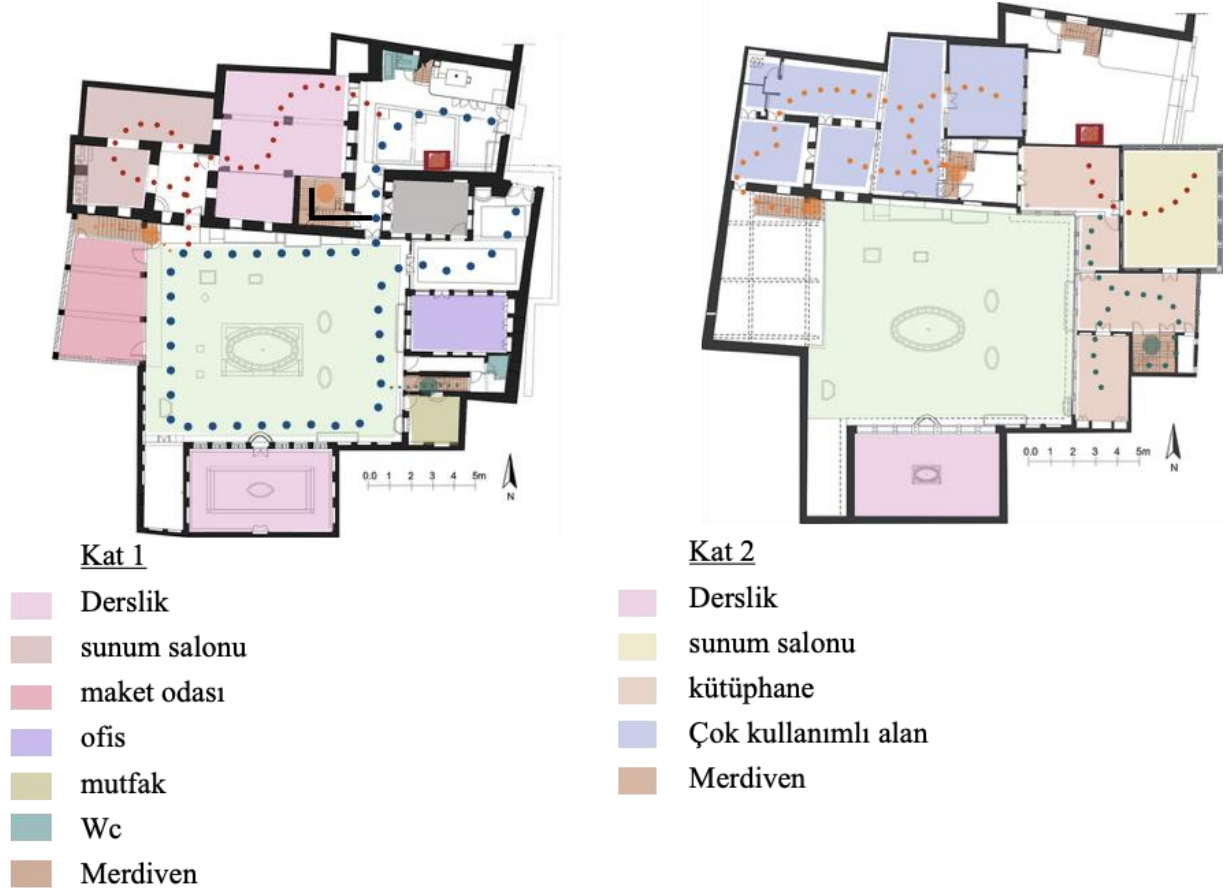 0.0 1 2 3 4 5m
N
0.0 1 2 3 4 5m
N
Kat 1
Derslik
sunum salonu
maket odası
ofis
mutfak
Wc
Merdiven
Kat 2
Derslik
sunum salonu
kütüphane
Çok kullanımlı alan
Merdiven